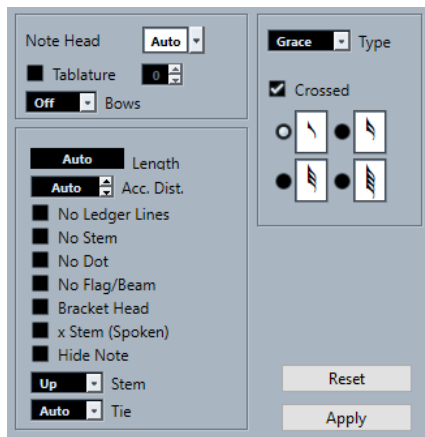 Note Head Auto
Tablature 0
Off Bows
Auto Length
Auto Acc. Dist.
No Ledger Lines
No Stem
No Dot
No Flag/Beam
Bracket Head
x Stem (Spoken)
Hide Note
Up Stem
Auto Tie
Grace Type
Crossed
Reset
Apply